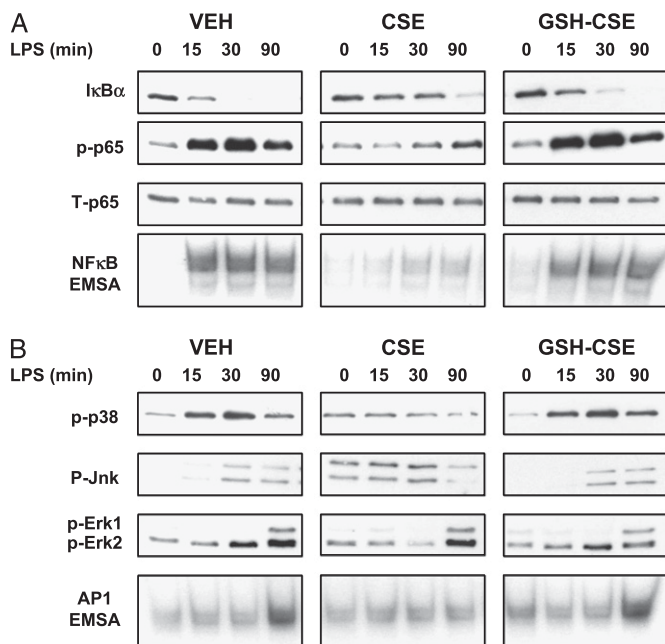 A
VEH CSE GSH-CSE
LPS (min) 0 15 30 90 0 15 30 90 0 15 30 90
IκBα
p-p65
T-p65
NFκB
EMSA
B
VEH CSE GSH-CSE
LPS (min) 0 15 30 90 0 15 30 90 0 15 30 90
p-p38
P-Jnk
p-Erk1
p-Erk2
AP1
EMSA